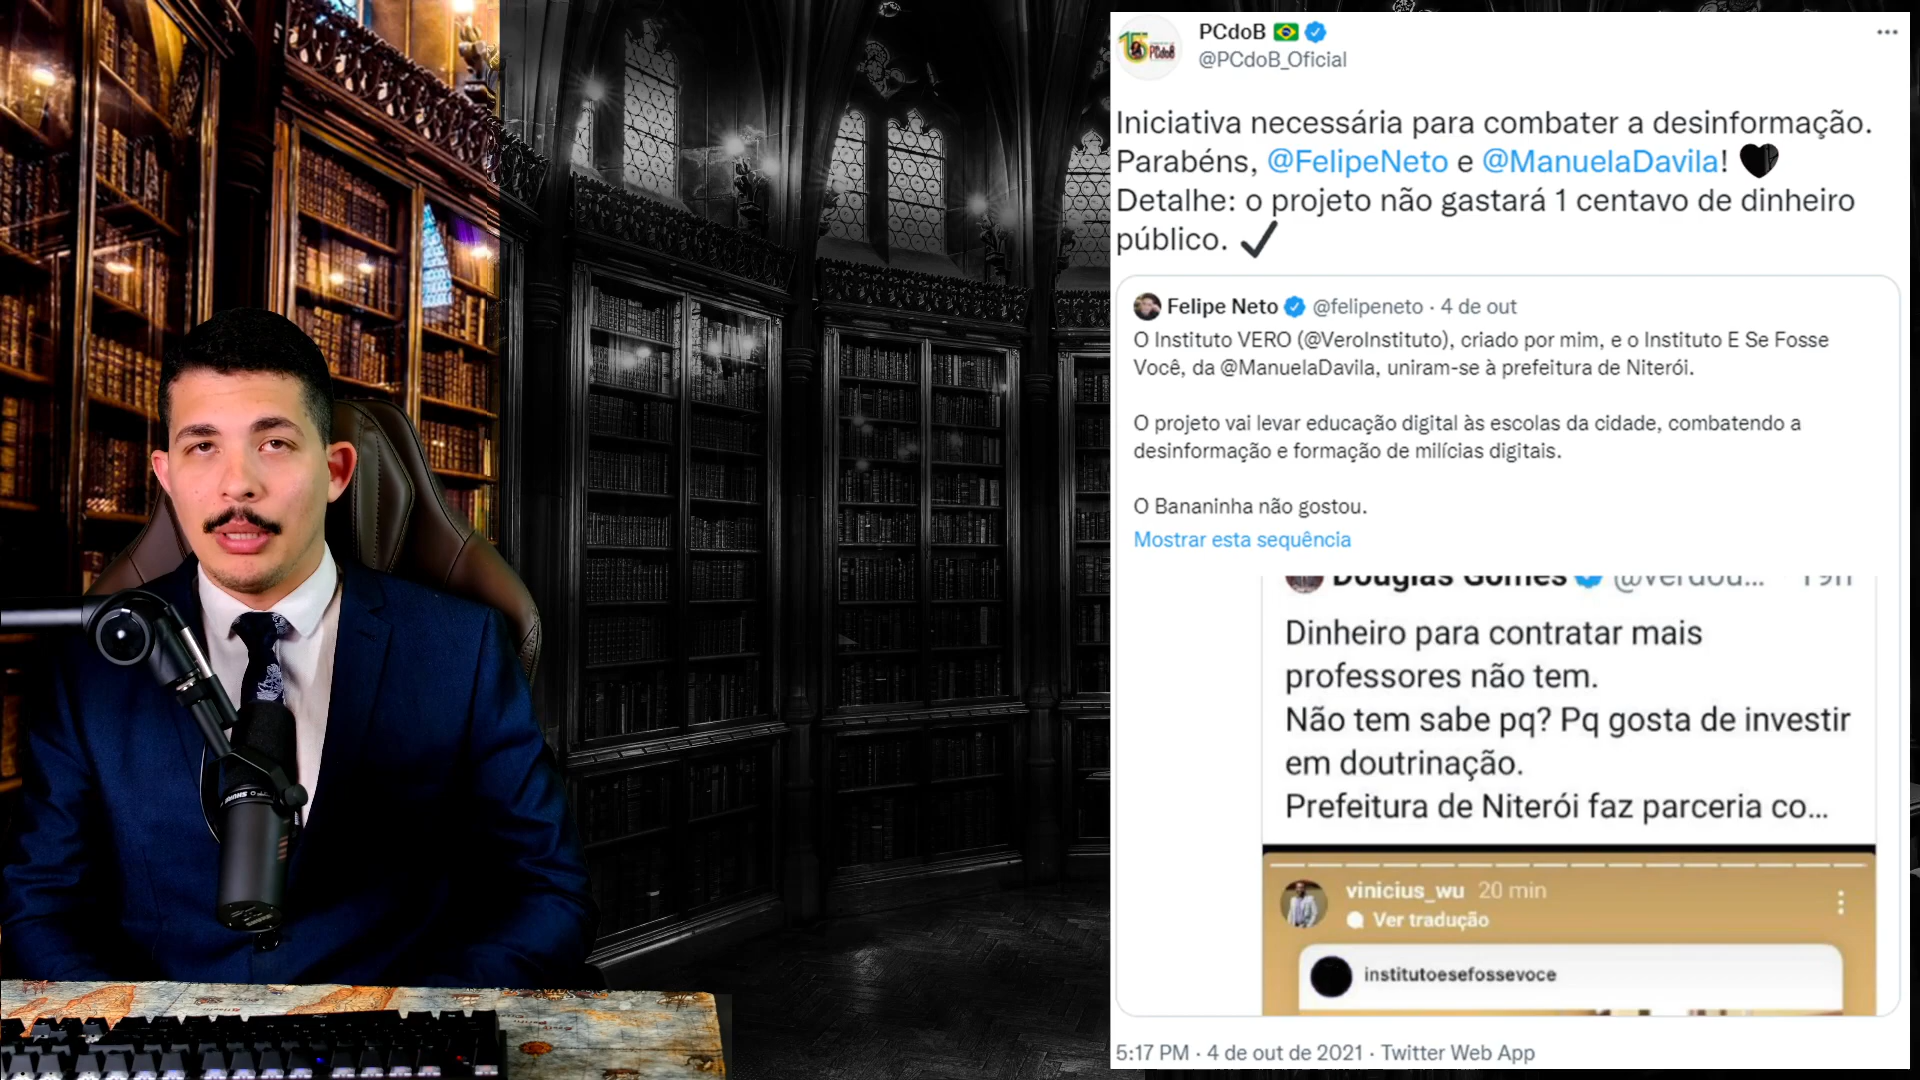 PCdoB
@PCdoB_Oficial
Iniciativa necessária para combater a desinformação.
Parabéns, @FelipeNeto e @ManuelaDavila!
Detalhe: o projeto não gastará 1 centavo de dinheiro
público.
Felipe Neto @felipeneto · 4 de out
O Instituto VERO (@VeroInstituto), criado por mim, e o Instituto E Se Fosse
Você, da @ManuelaDavila, uniram-se à prefeitura de Niterói.
O projeto vai levar educação digital às escolas da cidade, combatendo a
desinformação e formação de milícias digitais.
O Bananinha não gostou.
Mostrar esta sequência
Douglas Gomes @verdou... · 19h
Dinheiro para contratar mais
professores não tem.
Não tem sabe pq? Pq gosta de investir
em doutrinação.
Prefeitura de Niterói faz parceria co...
vinicius_wu 20 min
Ver tradução
institutoesefossevoce
5:17 PM · 4 de out de 2021 · Twitter Web App